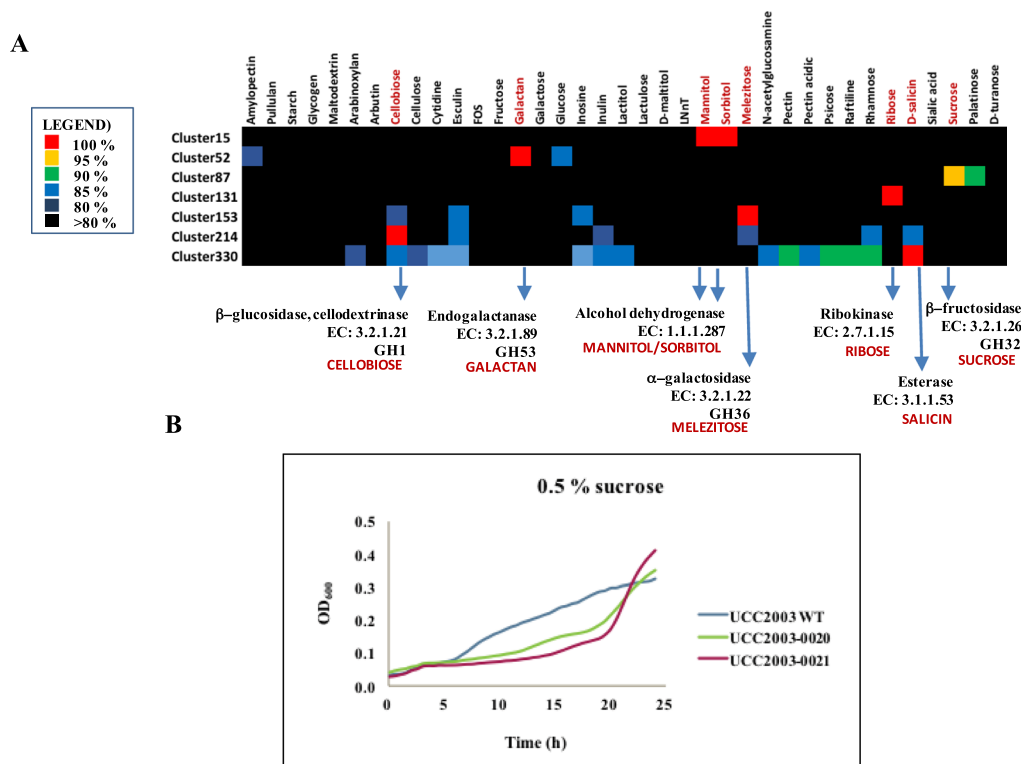 A
Amylopectin
Pullulan
Starch
Glycogen
Maltodextrin
Arabinoxylan
Arbutin
Cellobiose
Cellulose
Cytdine
Esculin
FOS
Fructose
Galactan
Galactose
Glucose
Inosine
Inulin
Lactitol
Lactulose
D-maltitol
LNnT
Mannitol
Sorbitol
Melezitose
N-acetylglucosamine
Pectin
Pectin acidic
Psicose
Raftiline
Rhamnose
Ribose
D-salicin
Sialic acid
Sucrose
Palatinose
D-turanose
LEGEND)
100 %
95 %
90 %
85 %
80 %
>80 %
Cluster15
Cluster52
Cluster87
Cluster131
Cluster153
Cluster214
Cluster330
β–glucosidase, cellodextrinase
EC: 3.2.1.21
GH1
CELLOBIOSE
Endogalactanase
EC: 3.2.1.89
GH53
GALACTAN
Alcohol dehydrogenase
EC: 1.1.1.287
MANNITOL/SORBITOL
α–galactosidase
EC: 3.2.1.22
GH36
MELEZITOSE
Ribokinase
EC: 2.7.1.15
RIBOSE
Esterase
EC: 3.1.1.53
SALICIN
β–fructosidase
EC: 3.2.1.26
GH32
SUCROSE
B
0.5 % sucrose
OD600
0.5
0.4
0.3
0.2
0.1
0.0
0 5 10 15 20 25
Time (h)
UCC2003 WT
UCC2003-0020
UCC2003-0021